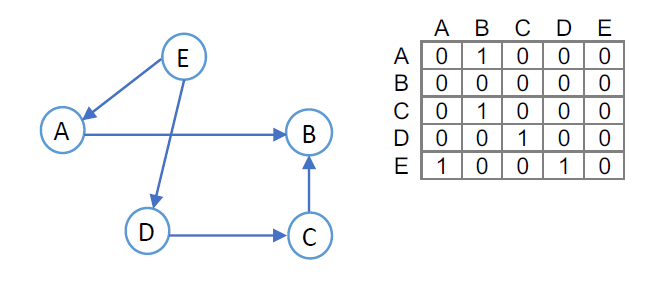 E
A
B
D
C
A B C D E
A 0 1 0 0 0
B 0 0 0 0 0
C 0 1 0 0 0
D 0 0 1 0 0
E 1 0 0 1 0